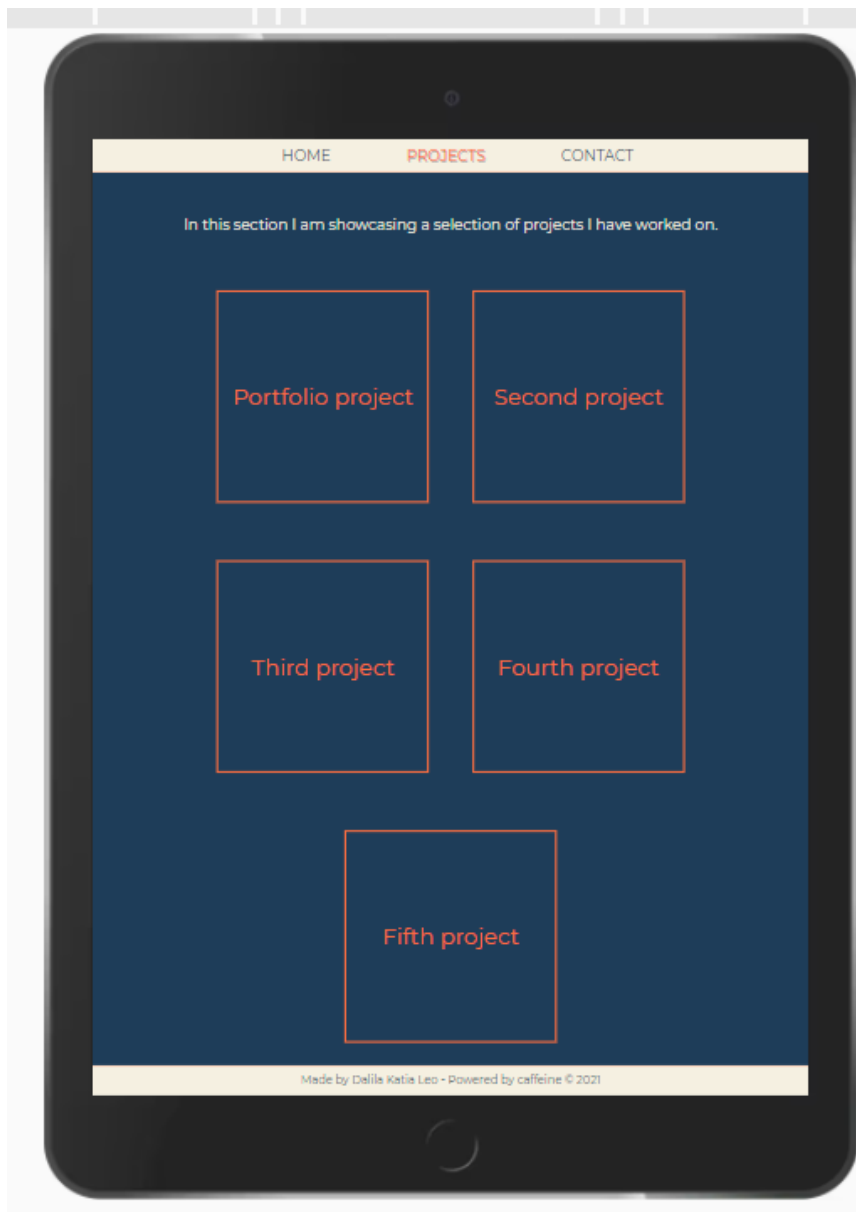 HOME PROJECTS CONTACT
In this section I am showcasing a selection of projects I have worked on.
Portfolio project Second project
Third project Fourth project
Fifth project
Made by Dalila Katia Leo - Powered by caffeine © 2021